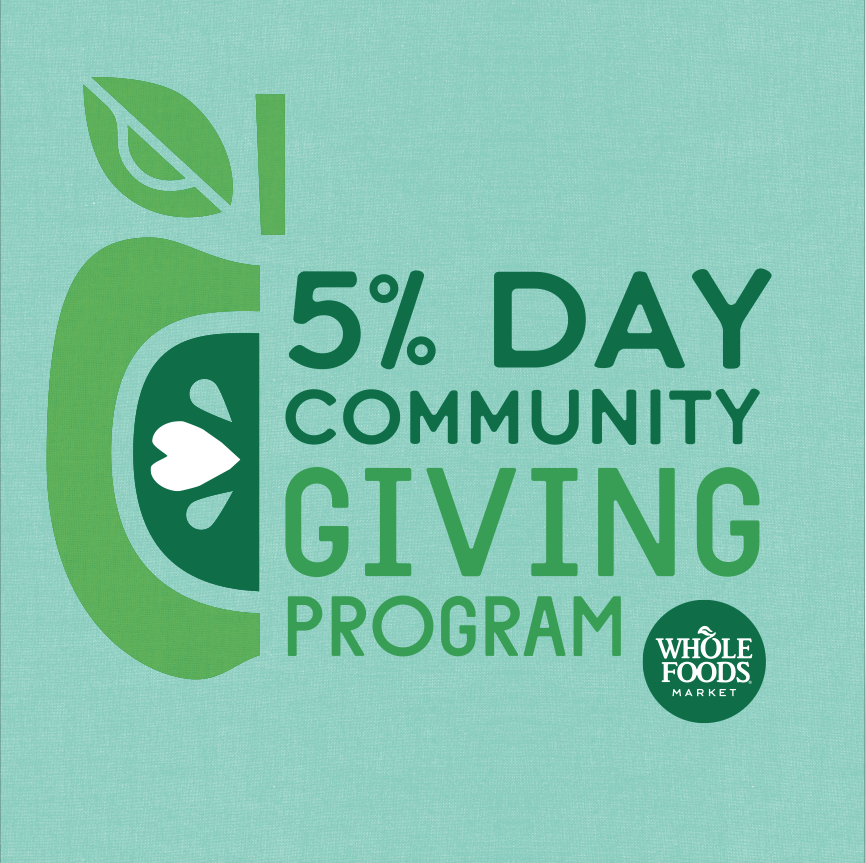 5% DAY
COMMUNITY
GIVING
PROGRAM
WHOLE
FOODS
MARKET